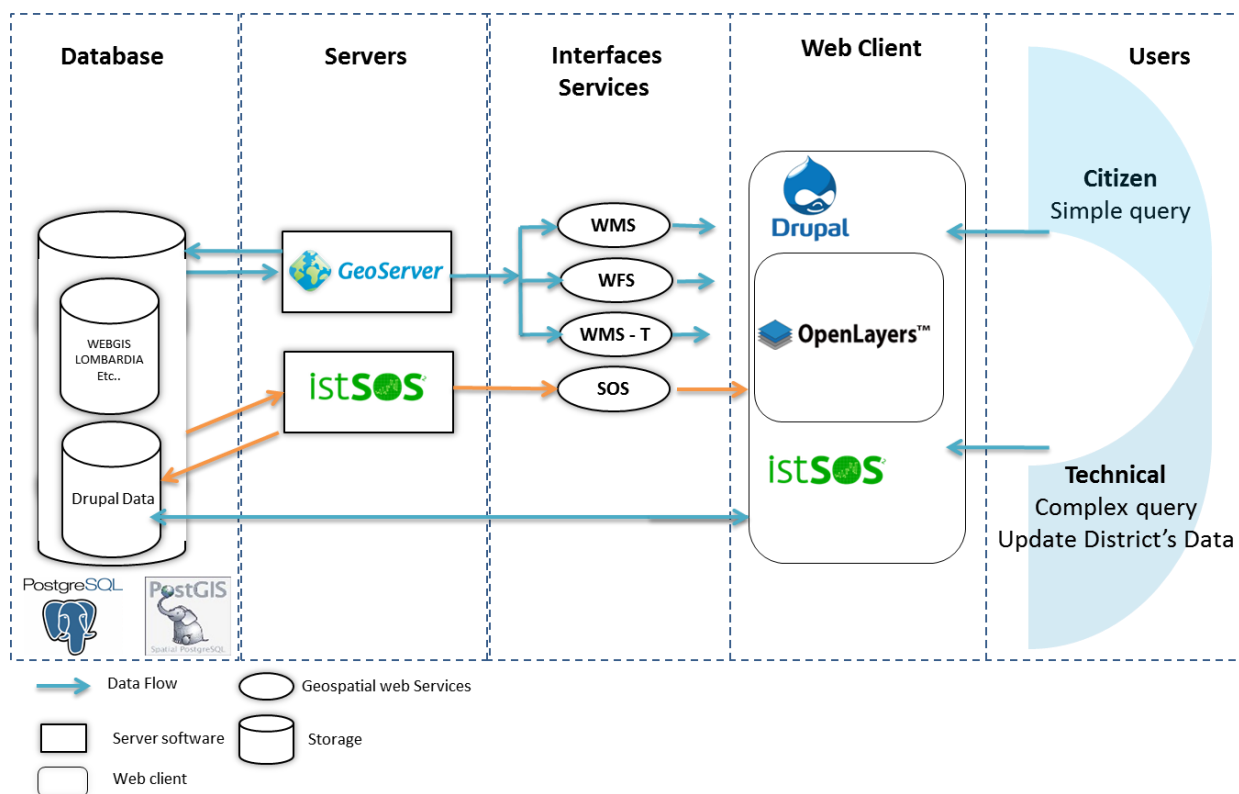 Database
Servers
Interfaces
Services
Web Client
Users
WEBGIS
LOMBARDIA
Etc..
Drupal Data
PostgreSQL
PostGIS
Spatial PostgreSQL
GeoServer
istSOS
WMS
WFS
WMS - T
SOS
Drupal
OpenLayers™
istSOS
Citizen
Simple query
Technical
Complex query
Update District's Data
Data Flow
Geospatial web Services
Server software
Storage
Web client